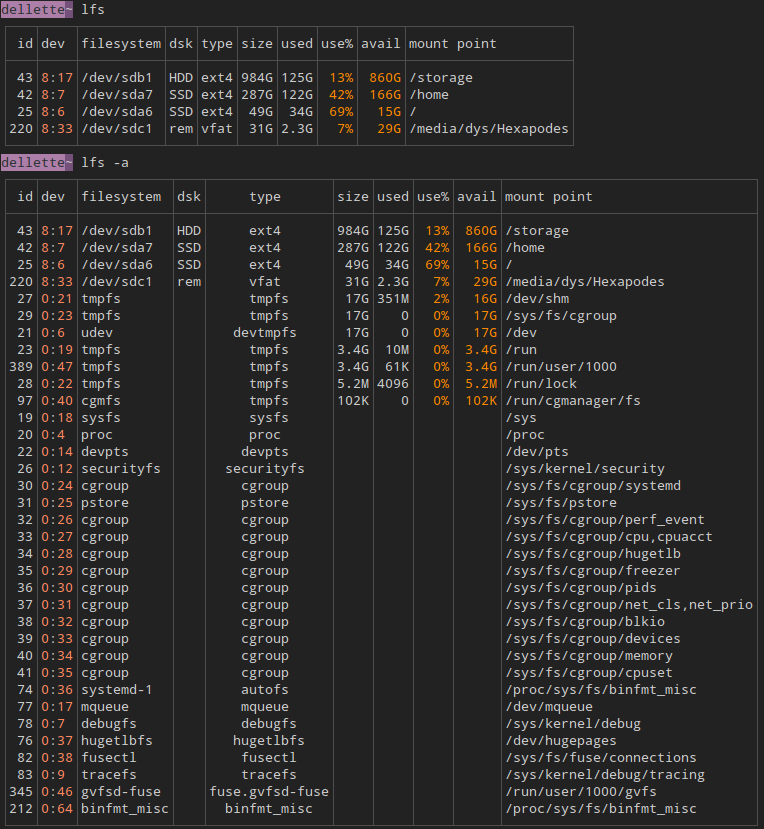 dellette~ lfs
id dev filesystem dsk type size used use% avail mount point
43 8:17 /dev/sdb1 HDD ext4 984G 125G 13% 860G /storage
42 8:7 /dev/sda7 SSD ext4 287G 122G 42% 166G /home
25 8:6 /dev/sda6 SSD ext4 49G 34G 69% 15G /
220 8:33 /dev/sdc1 rem vfat 31G 2.3G 7% 29G /media/dys/Hexapodes
dellette~ lfs -a
id dev filesystem dsk type size used use% avail mount point
43 8:17 /dev/sdb1 HDD ext4 984G 125G 13% 860G /storage
42 8:7 /dev/sda7 SSD ext4 287G 122G 42% 166G /home
25 8:6 /dev/sda6 SSD ext4 49G 34G 69% 15G /
220 8:33 /dev/sdc1 rem vfat 31G 2.3G 7% 29G /media/dys/Hexapodes
27 0:21 tmpfs tmpfs 17G 351M 2% 16G /dev/shm
29 0:23 tmpfs tmpfs 17G 0 0% 17G /sys/fs/cgroup
21 0:6 udev devtmpfs 17G 0 0% 17G /dev
23 0:19 tmpfs tmpfs 3.4G 10M 0% 3.4G /run
389 0:47 tmpfs tmpfs 3.4G 61K 0% 3.4G /run/user/1000
28 0:22 tmpfs tmpfs 5.2M 4096 0% 5.2M /run/lock
97 0:40 cgmfs tmpfs 102K 0 0% 102K /run/cgmanager/fs
19 0:18 sysfs sysfs /sys
20 0:4 proc proc /proc
22 0:14 devpts devpts /dev/pts
26 0:12 securityfs securityfs /sys/kernel/security
30 0:24 cgroup cgroup /sys/fs/cgroup/systemd
31 0:25 pstore pstore /sys/fs/pstore
32 0:26 cgroup cgroup /sys/fs/cgroup/perf_event
33 0:27 cgroup cgroup /sys/fs/cgroup/cpu,cpuacct
34 0:28 cgroup cgroup /sys/fs/cgroup/hugetlb
35 0:29 cgroup cgroup /sys/fs/cgroup/freezer
36 0:30 cgroup cgroup /sys/fs/cgroup/pids
37 0:31 cgroup cgroup /sys/fs/cgroup/net_cls,net_prio
38 0:32 cgroup cgroup /sys/fs/cgroup/blkio
39 0:33 cgroup cgroup /sys/fs/cgroup/devices
40 0:34 cgroup cgroup /sys/fs/cgroup/memory
41 0:35 cgroup cgroup /sys/fs/cgroup/cpuset
74 0:36 systemd-1 autofs /proc/sys/fs/binfmt_misc
77 0:17 mqueue mqueue /dev/mqueue
78 0:7 debugfs debugfs /sys/kernel/debug
76 0:37 hugetlbfs hugetlbfs /dev/hugepages
82 0:38 fusectl fusectl /sys/fs/fuse/connections
83 0:9 tracefs tracefs /sys/kernel/debug/tracing
345 0:46 gvfsd-fuse fuse.gvfsd-fuse /run/user/1000/gvfs
212 0:64 binfmt_misc binfmt_misc /proc/sys/fs/binfmt_misc